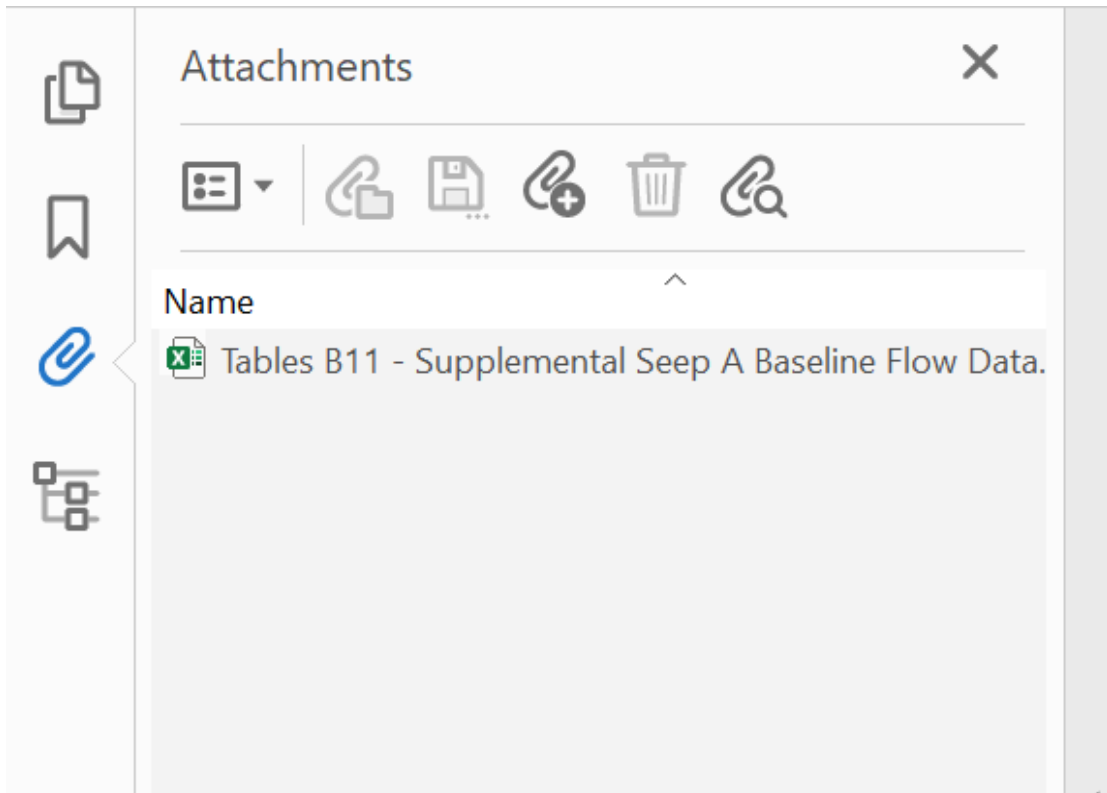 Attachments
Name
Tables B11 - Supplemental Seep A Baseline Flow Data.